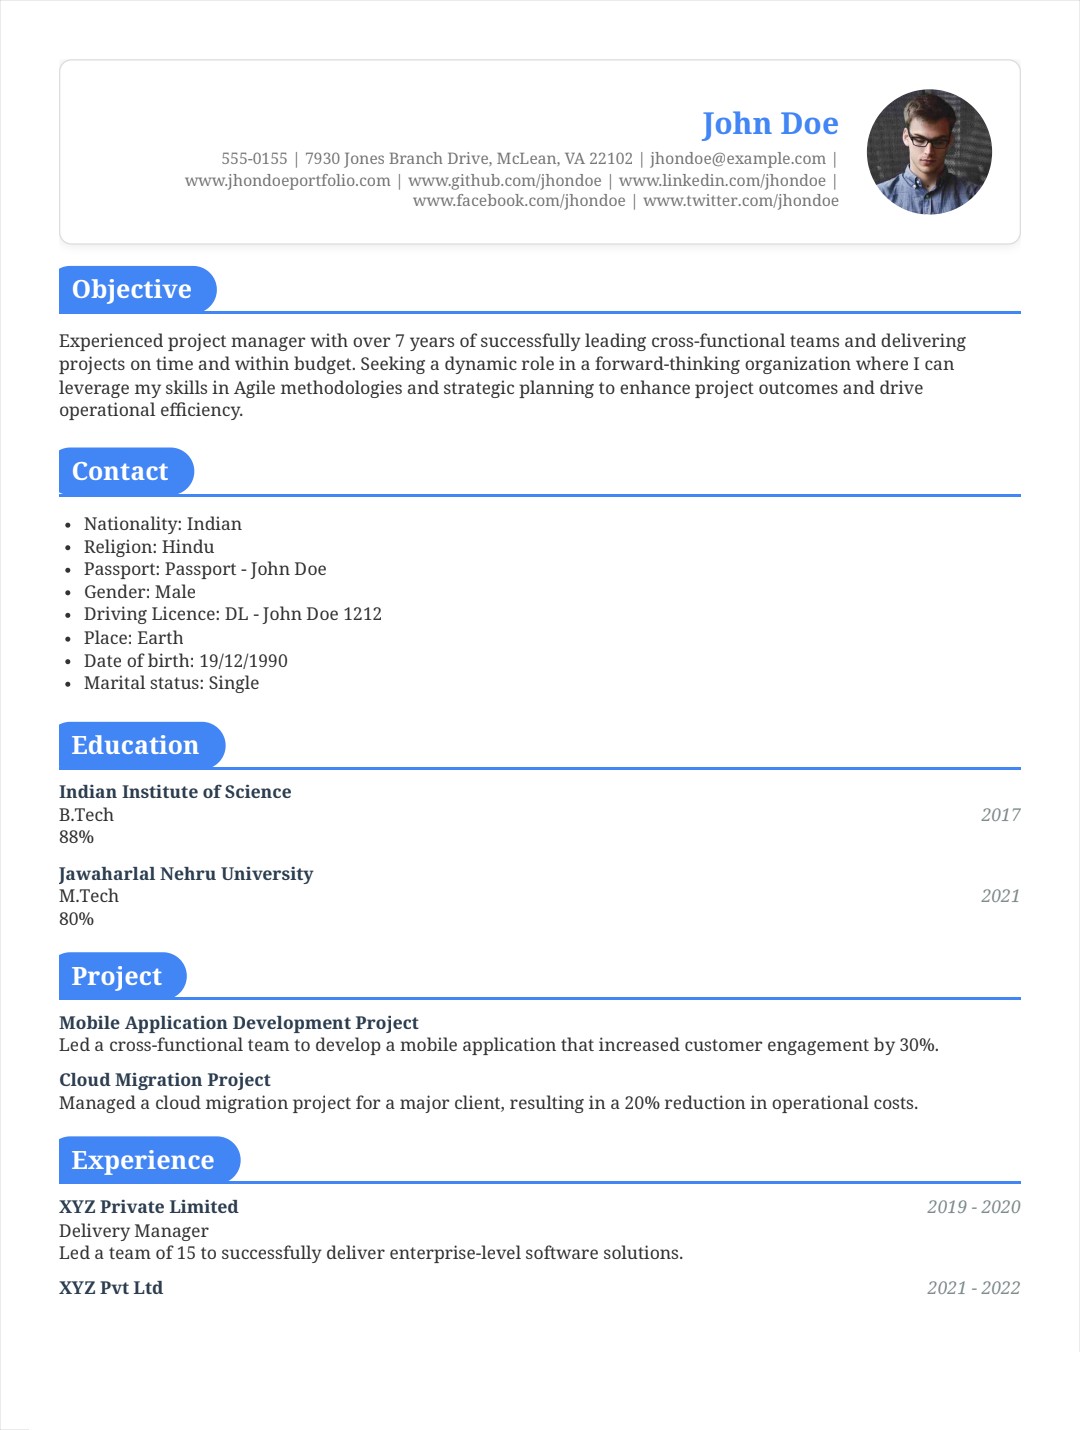 John Doe
555-0155 | 7930 Jones Branch Drive, McLean, VA 22102 | jhondoe@example.com |
www.jhondoeportfolio.com | www.github.com/jhondoe | www.linkedin.com/jhondoe |
www.facebook.com/jhondoe | www.twitter.com/jhondoe
Objective
Experienced project manager with over 7 years of successfully leading cross-functional teams and delivering
projects on time and within budget. Seeking a dynamic role in a forward-thinking organization where I can
leverage my skills in Agile methodologies and strategic planning to enhance project outcomes and drive
operational efficiency.
Contact
• Nationality: Indian
• Religion: Hindu
• Passport: Passport - John Doe
• Gender: Male
• Driving Licence: DL - John Doe 1212
• Place: Earth
• Date of birth: 19/12/1990
• Marital status: Single
Education
Indian Institute of Science
B.Tech 2017
88%
Jawaharlal Nehru University
M.Tech 2021
80%
Project
Mobile Application Development Project
Led a cross-functional team to develop a mobile application that increased customer engagement by 30%.
Cloud Migration Project
Managed a cloud migration project for a major client, resulting in a 20% reduction in operational costs.
Experience
XYZ Private Limited 2019 - 2020
Delivery Manager
Led a team of 15 to successfully deliver enterprise-level software solutions.
XYZ Pvt Ltd 2021 - 2022